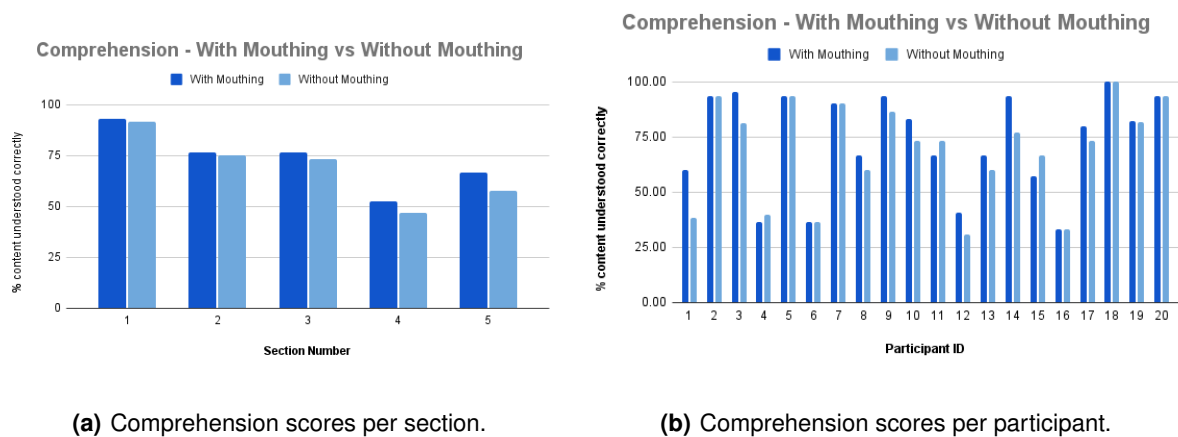 Comprehension - With Mouthing vs Without Mouthing
With Mouthing Without Mouthing
% content understood correctly
100
75
50
25
0
1 2 3 4 5
Section Number
(a) Comprehension scores per section.
Comprehension - With Mouthing vs Without Mouthing
With Mouthing Without Mouthing
% content understood correctly
100.00
75.00
50.00
25.00
0.00
1 2 3 4 5 6 7 8 9 10 11 12 13 14 15 16 17 18 19 20
Participant ID
(b) Comprehension scores per participant.